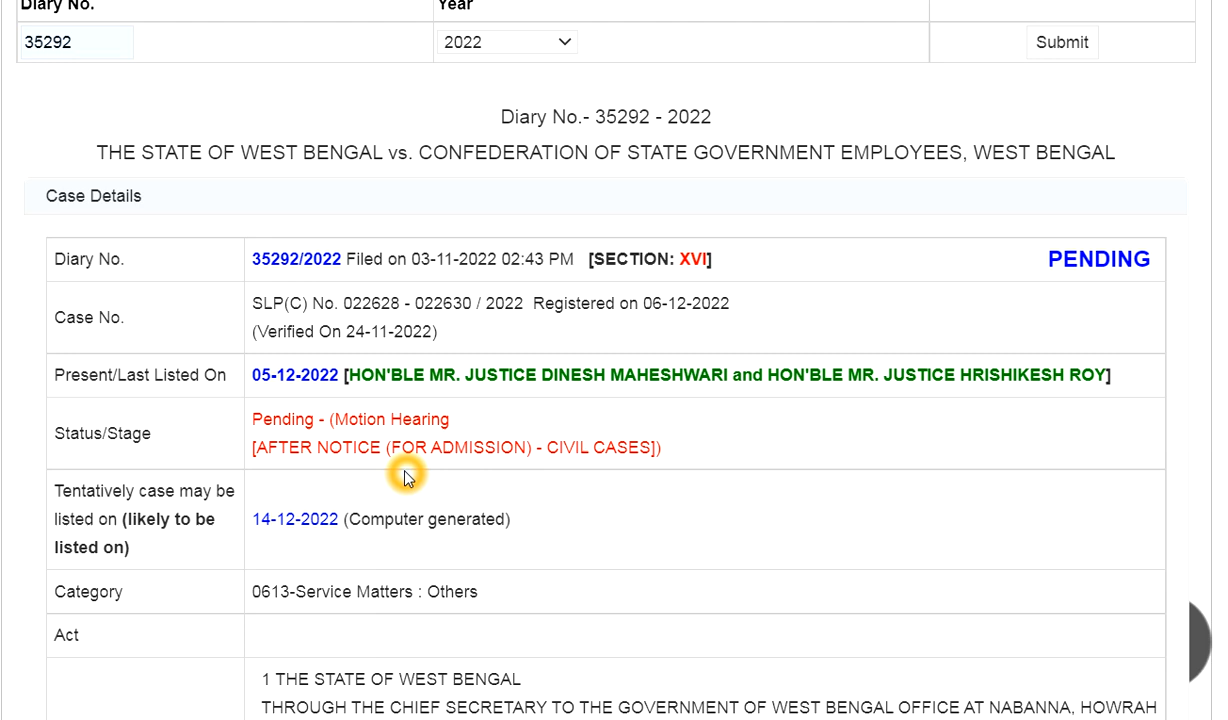 Diary No. Year
35292 2022 Submit
Diary No.- 35292 - 2022
THE STATE OF WEST BENGAL vs. CONFEDERATION OF STATE GOVERNMENT EMPLOYEES, WEST BENGAL
Case Details
Diary No. 35292/2022 Filed on 03-11-2022 02:43 PM [SECTION: XVI] PENDING
Case No. SLP(C) No. 022628 - 022630 / 2022 Registered on 06-12-2022
(Verified On 24-11-2022)
Present/Last Listed On 05-12-2022 [HON'BLE MR. JUSTICE DINESH MAHESHWARI and HON'BLE MR. JUSTICE HRISHIKESH ROY]
Status/Stage Pending - (Motion Hearing
[AFTER NOTICE (FOR ADMISSION) - CIVIL CASES])
Tentatively case may be
listed on (likely to be
listed on) 14-12-2022 (Computer generated)
Category 0613-Service Matters : Others
Act
1 THE STATE OF WEST BENGAL
THROUGH THE CHIEF SECRETARY TO THE GOVERNMENT OF WEST BENGAL OFFICE AT NABANNA, HOWRAH